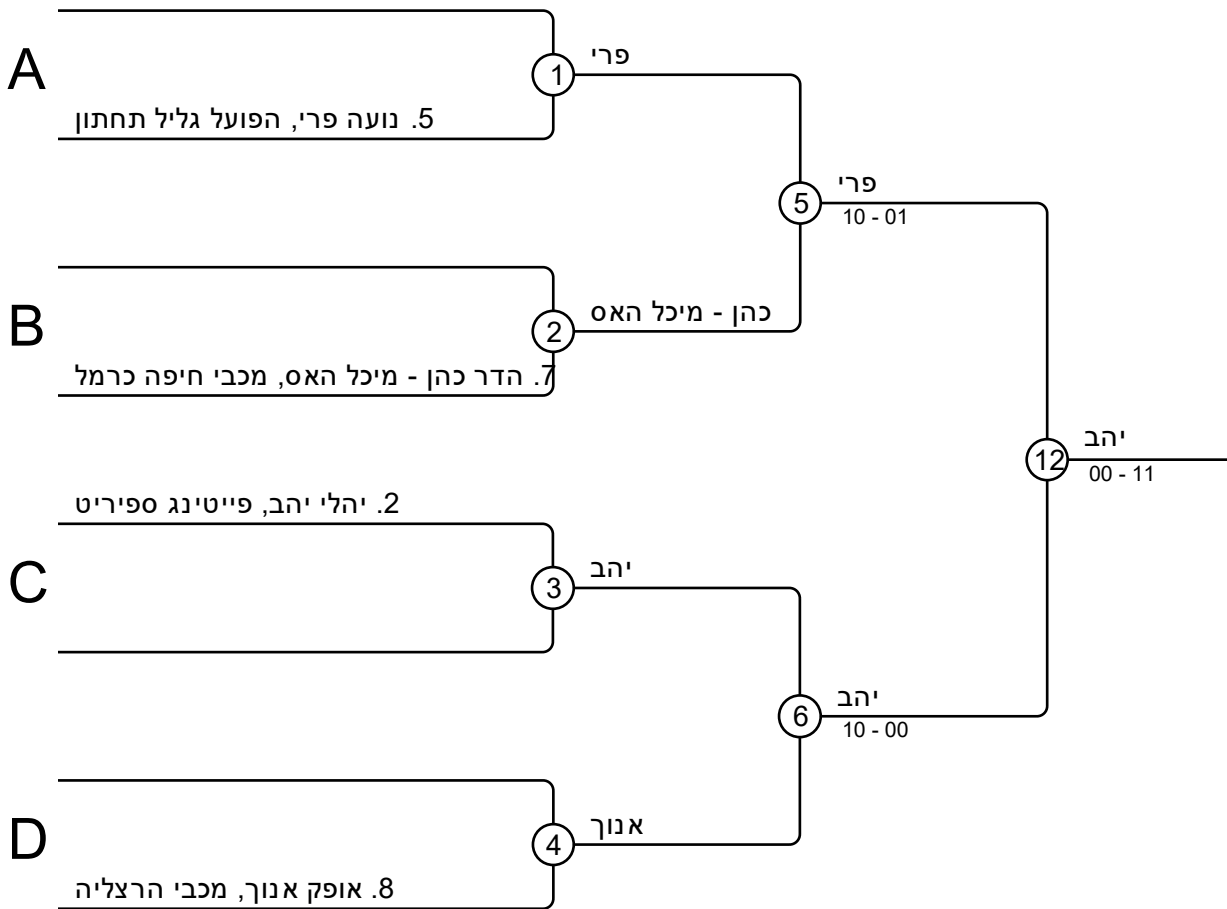 A
1
פרי
5. נועה פרי, הפועל גליל תחתון
5
פרי
10 - 01
B
2
כהן - מיכל האס
7. הדר כהן - מיכל האס, מכבי חיפה כרמל
12
יהב
00 - 11
2. יהלי יהב, פייטינג ספיריט
C
3
יהב
6
יהב
10 - 00
D
4
אנוך
8. אופק אנוך, מכבי הרצליה